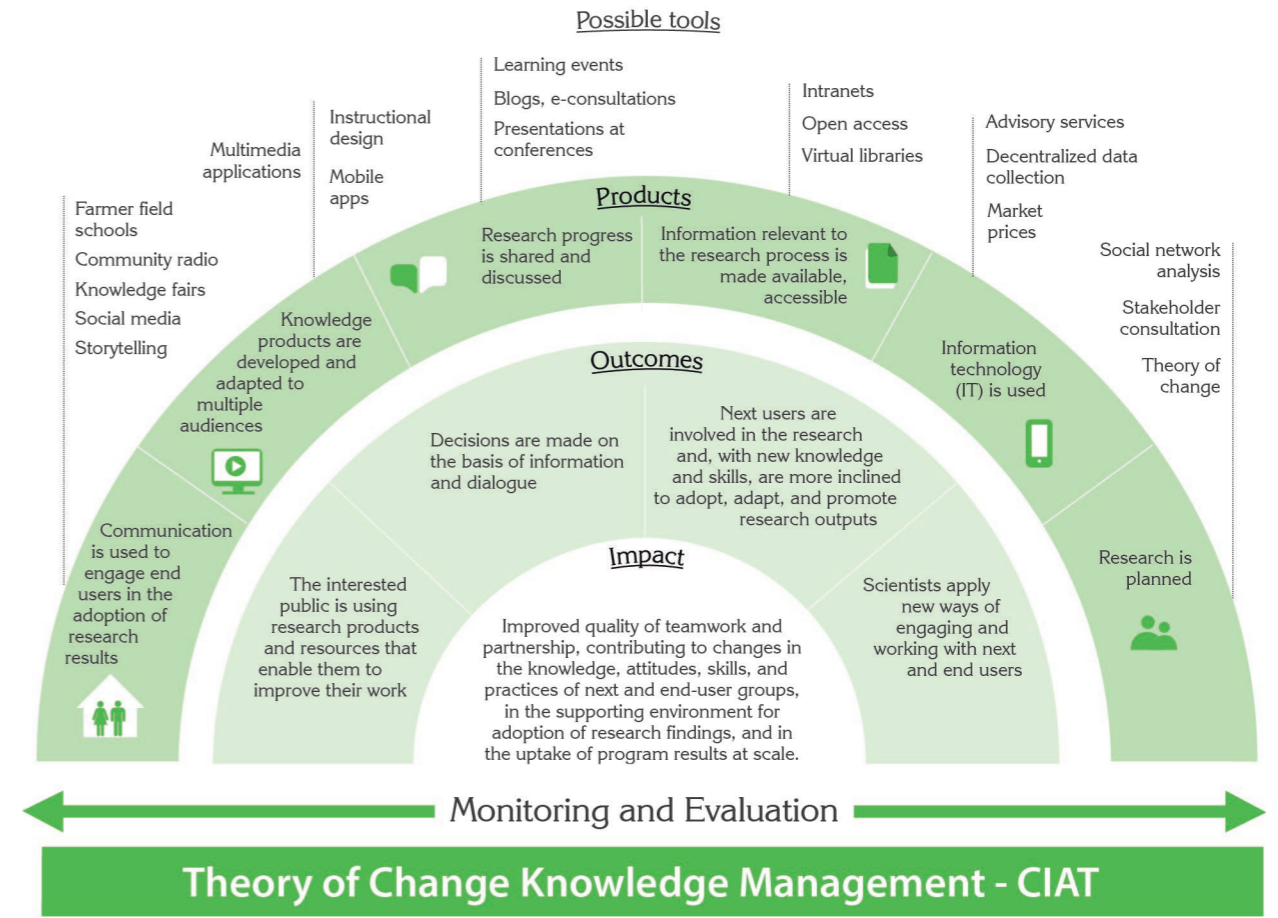 Possible tools
Farmer field
schools
Community radio
Knowledge fairs
Social media
Storytelling
Multimedia
applications
Instructional
design
Mobile
apps
Learning events
Blogs, e-consultations
Presentations at
conferences
Intranets
Open access
Virtual libraries
Advisory services
Decentralized data
collection
Market
prices
Social network
analysis
Stakeholder
consultation
Theory of
change
Products
Communication
is used to
engage end
users in the
adoption of
research
results
Knowledge
products are
developed and
adapted to
multiple
audiences
Research progress
is shared and
discussed
Information relevant to
the research process is
made available,
accessible
Information
technology
(IT) is used
Research is
planned
Outcomes
The interested
public is using
research products
and resources that
enable them to
improve their work
Decisions are made on
the basis of information
and dialogue
Next users are
involved in the research
and, with new knowledge
and skills, are more inclined
to adopt, adapt, and promote
research outputs
Scientists apply
new ways of
engaging and
working with next
and end users
Impact
Improved quality of teamwork and
partnership, contributing to changes in
the knowledge, attitudes, skills, and
practices of next and end-user groups,
in the supporting environment for
adoption of research findings, and in
the uptake of program results at scale.
Monitoring and Evaluation
Theory of Change Knowledge Management - CIAT